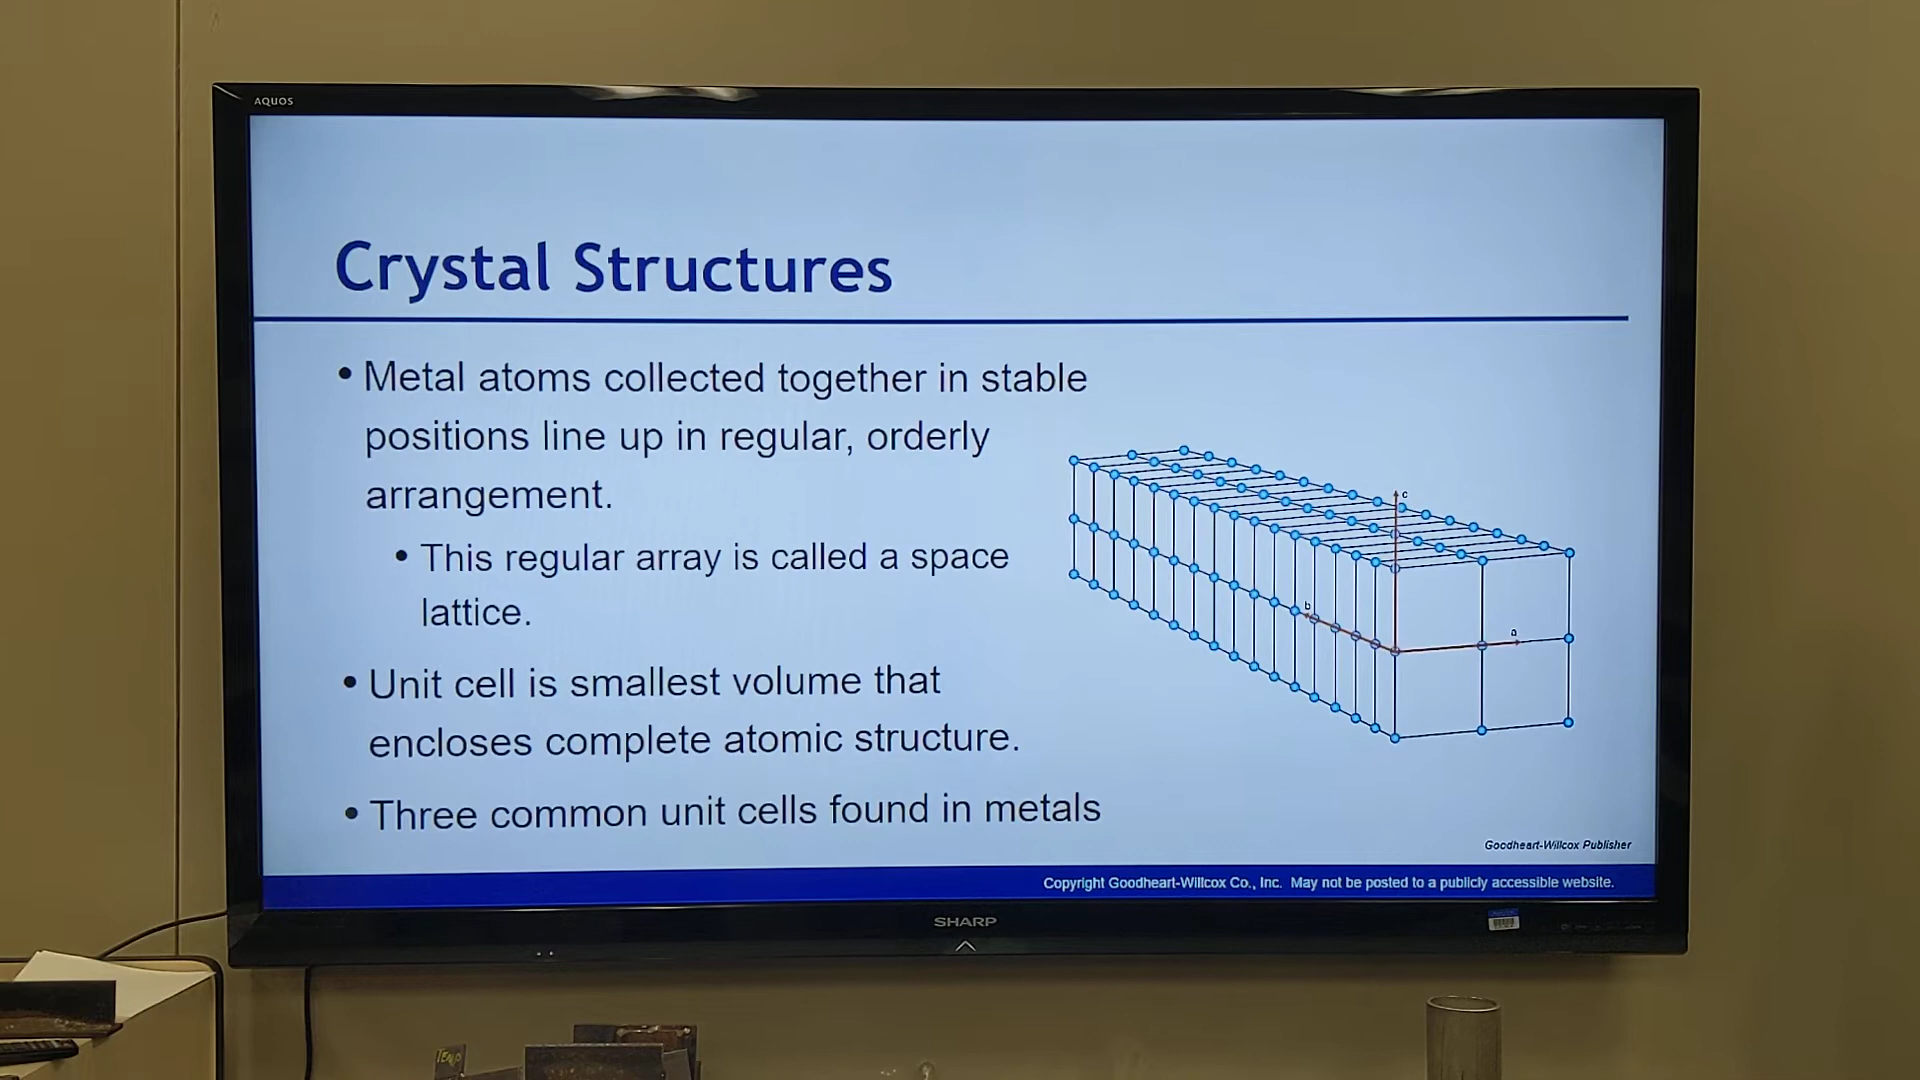 AQUOS
Crystal Structures
• Metal atoms collected together in stable
positions line up in regular, orderly
arrangement.
• This regular array is called a space
lattice.
• Unit cell is smallest volume that
encloses complete atomic structure.
• Three common unit cells found in metals
c
b
a
Goodheart-Willcox Publisher
Copyright Goodheart-Willcox Co., Inc. May not be posted to a publicly accessible website.
SHARP
TEMP